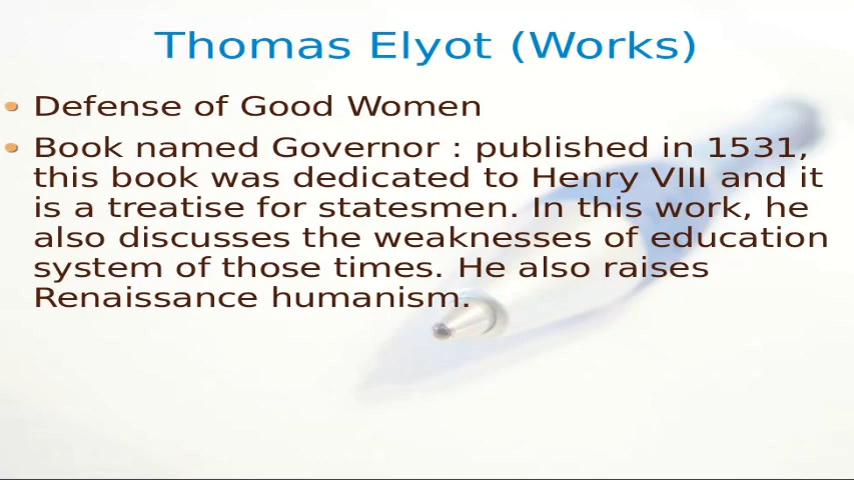 Thomas Elyot (Works)
• Defense of Good Women
• Book named Governor : published in 1531,
this book was dedicated to Henry VIII and it
is a treatise for statesmen. In this work, he
also discusses the weaknesses of education
system of those times. He also raises
Renaissance humanism.